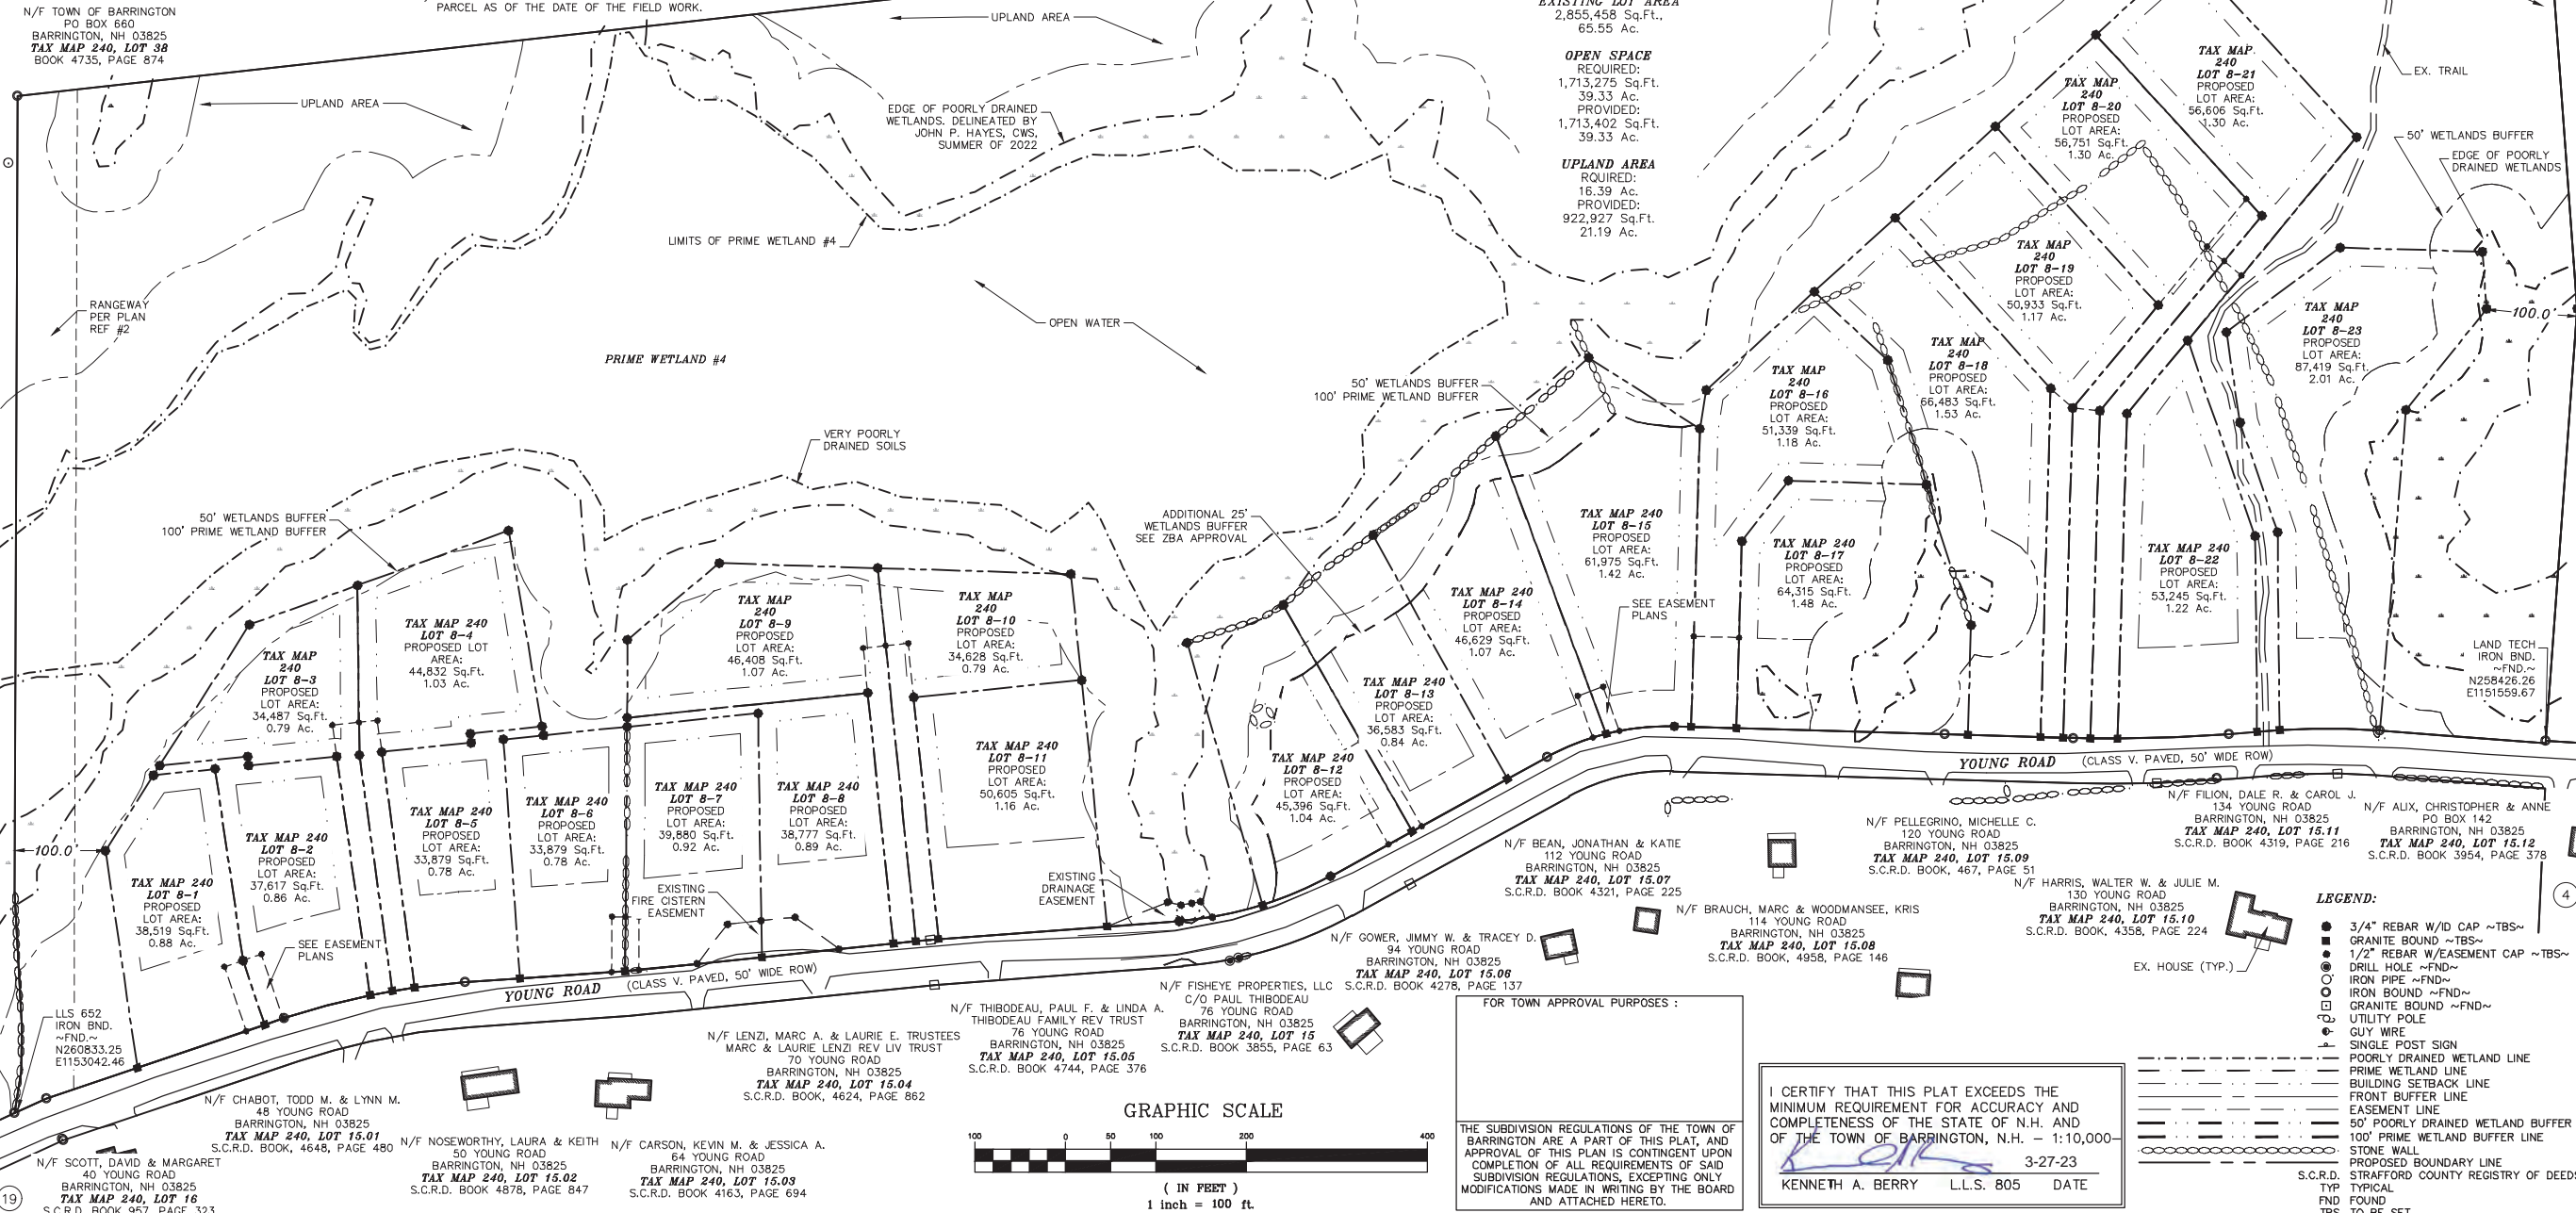 N/F TOWN OF BARRINGTON
PO BOX 660
BARRINGTON, NH 03825
TAX MAP 240, LOT 38
BOOK 4735, PAGE 874
PARCEL AS OF THE DATE OF THE FIELD WORK.
UPLAND AREA
UPLAND AREA
EXISTING LOT AREA
2,855,458 Sq.Ft.,
65.55 Ac.
OPEN SPACE
REQUIRED:
1,713,275 Sq.Ft.
39.33 Ac.
PROVIDED:
1,713,402 Sq.Ft.
39.33 Ac.
UPLAND AREA
RQUIRED:
16.39 Ac.
PROVIDED:
922,927 Sq.Ft.
21.19 Ac.
EDGE OF POORLY DRAINED
WETLANDS. DELINEATED BY
JOHN P. HAYES, CWS,
SUMMER OF 2022
LIMITS OF PRIME WETLAND #4
RANGEWAY
PER PLAN
REF #2
OPEN WATER
PRIME WETLAND #4
VERY POORLY
DRAINED SOILS
50' WETLANDS BUFFER
100' PRIME WETLAND BUFFER
50' WETLANDS BUFFER
100' PRIME WETLAND BUFFER
ADDITIONAL 25'
WETLANDS BUFFER
SEE ZBA APPROVAL
EX. TRAIL
50' WETLANDS BUFFER
EDGE OF POORLY
DRAINED WETLANDS
TAX MAP
240
LOT 8-21
PROPOSED
LOT AREA:
56,606 Sq.Ft.
1.30 Ac.
TAX MAP
240
LOT 8-20
PROPOSED
LOT AREA:
56,751 Sq.Ft.
1.30 Ac.
TAX MAP
240
LOT 8-19
PROPOSED
LOT AREA:
50,933 Sq.Ft.
1.17 Ac.
TAX MAP
240
LOT 8-23
PROPOSED
LOT AREA:
87,419 Sq.Ft.
2.01 Ac.
100.0'
TAX MAP
240
LOT 8-18
PROPOSED
LOT AREA:
66,483 Sq.Ft.
1.53 Ac.
TAX MAP
240
LOT 8-16
PROPOSED
LOT AREA:
51,339 Sq.Ft.
1.18 Ac.
TAX MAP 240
LOT 8-15
PROPOSED
LOT AREA:
61,975 Sq.Ft.
1.42 Ac.
TAX MAP 240
LOT 8-17
PROPOSED
LOT AREA:
64,315 Sq.Ft.
1.48 Ac.
TAX MAP 240
LOT 8-22
PROPOSED
LOT AREA:
53,245 Sq.Ft.
1.22 Ac.
TAX MAP 240
LOT 8-14
PROPOSED
LOT AREA:
46,629 Sq.Ft.
1.07 Ac.
SEE EASEMENT
PLANS
TAX MAP 240
LOT 8-13
PROPOSED
LOT AREA:
36,583 Sq.Ft.
0.84 Ac.
TAX MAP 240
LOT 8-12
PROPOSED
LOT AREA:
45,396 Sq.Ft.
1.04 Ac.
LAND TECH
IRON BND.
~FND.~
N258426.26
E1151559.67
TAX MAP
240
LOT 8-3
PROPOSED
LOT AREA:
34,487 Sq.Ft.
0.79 Ac.
TAX MAP 240
LOT 8-4
PROPOSED LOT
AREA:
44,832 Sq.Ft.
1.03 Ac.
TAX MAP
240
LOT 8-9
PROPOSED
LOT AREA:
46,408 Sq.Ft.
1.07 Ac.
TAX MAP
240
LOT 8-10
PROPOSED
LOT AREA:
34,628 Sq.Ft.
0.79 Ac.
100.0'
TAX MAP 240
LOT 8-1
PROPOSED
LOT AREA:
38,519 Sq.Ft.
0.88 Ac.
TAX MAP 240
LOT 8-2
PROPOSED
LOT AREA:
37,617 Sq.Ft.
0.86 Ac.
TAX MAP 240
LOT 8-5
PROPOSED
LOT AREA:
33,879 Sq.Ft.
0.78 Ac.
TAX MAP 240
LOT 8-6
PROPOSED
LOT AREA:
33,879 Sq.Ft.
0.78 Ac.
TAX MAP 240
LOT 8-7
PROPOSED
LOT AREA:
39,880 Sq.Ft.
0.92 Ac.
TAX MAP 240
LOT 8-8
PROPOSED
LOT AREA:
38,777 Sq.Ft.
0.89 Ac.
TAX MAP 240
LOT 8-11
PROPOSED
LOT AREA:
50,605 Sq.Ft.
1.16 Ac.
EXISTING
FIRE CISTERN
EASEMENT
EXISTING
DRAINAGE
EASEMENT
SEE EASEMENT
PLANS
LLS 652
IRON BND.
~FND.~
N260833.25
E1153042.46
YOUNG ROAD (CLASS V. PAVED, 50' WIDE ROW)
YOUNG ROAD (CLASS V. PAVED, 50' WIDE ROW)
N/F SCOTT, DAVID & MARGARET
40 YOUNG ROAD
BARRINGTON, NH 03825
TAX MAP 240, LOT 16
S.C.R.D. BOOK 957, PAGE 323
19
N/F CHABOT, TODD M. & LYNN M.
48 YOUNG ROAD
BARRINGTON, NH 03825
TAX MAP 240, LOT 15.01
S.C.R.D. BOOK, 4648, PAGE 480
N/F NOSEWORTHY, LAURA & KEITH
50 YOUNG ROAD
BARRINGTON, NH 03825
TAX MAP 240, LOT 15.02
S.C.R.D. BOOK 4878, PAGE 847
N/F CARSON, KEVIN M. & JESSICA A.
64 YOUNG ROAD
BARRINGTON, NH 03825
TAX MAP 240, LOT 15.03
S.C.R.D. BOOK 4163, PAGE 694
N/F LENZI, MARC A. & LAURIE E. TRUSTEES
MARC & LAURIE LENZI REV LIV TRUST
70 YOUNG ROAD
BARRINGTON, NH 03825
TAX MAP 240, LOT 15.04
S.C.R.D. BOOK, 4624, PAGE 862
N/F THIBODEAU, PAUL F. & LINDA A.
THIBODEAU FAMILY REV TRUST
76 YOUNG ROAD
BARRINGTON, NH 03825
TAX MAP 240, LOT 15.05
S.C.R.D. BOOK 4744, PAGE 376
N/F FISHEYE PROPERTIES, LLC
C/O PAUL THIBODEAU
76 YOUNG ROAD
BARRINGTON, NH 03825
TAX MAP 240, LOT 15
S.C.R.D. BOOK 3855, PAGE 63
N/F GOWER, JIMMY W. & TRACEY D.
94 YOUNG ROAD
BARRINGTON, NH 03825
TAX MAP 240, LOT 15.06
S.C.R.D. BOOK 4278, PAGE 137
N/F BEAN, JONATHAN & KATIE
112 YOUNG ROAD
BARRINGTON, NH 03825
TAX MAP 240, LOT 15.07
S.C.R.D. BOOK 4321, PAGE 225
N/F BRAUCH, MARC & WOODMANSEE, KRIS
114 YOUNG ROAD
BARRINGTON, NH 03825
TAX MAP 240, LOT 15.08
S.C.R.D. BOOK, 4958, PAGE 146
N/F PELLEGRINO, MICHELLE C.
120 YOUNG ROAD
BARRINGTON, NH 03825
TAX MAP 240, LOT 15.09
S.C.R.D. BOOK, 467, PAGE 51
N/F HARRIS, WALTER W. & JULIE M.
130 YOUNG ROAD
BARRINGTON, NH 03825
TAX MAP 240, LOT 15.10
S.C.R.D. BOOK, 4358, PAGE 224
N/F FILION, DALE R. & CAROL J.
134 YOUNG ROAD
BARRINGTON, NH 03825
TAX MAP 240, LOT 15.11
S.C.R.D. BOOK 4319, PAGE 216
N/F ALIX, CHRISTOPHER & ANNE
PO BOX 142
BARRINGTON, NH 03825
TAX MAP 240, LOT 15.12
S.C.R.D. BOOK 3954, PAGE 378
EX. HOUSE (TYP.)
4
GRAPHIC SCALE
100 0 50 100 200 400
( IN FEET )
1 inch = 100 ft.
FOR TOWN APPROVAL PURPOSES :
THE SUBDIVISION REGULATIONS OF THE TOWN OF
BARRINGTON ARE A PART OF THIS PLAT, AND
APPROVAL OF THIS PLAN IS CONTINGENT UPON
COMPLETION OF ALL REQUIREMENTS OF SAID
SUBDIVISION REGULATIONS, EXCEPTING ONLY
MODIFICATIONS MADE IN WRITING BY THE BOARD
AND ATTACHED HERETO.
I CERTIFY THAT THIS PLAT EXCEEDS THE
MINIMUM REQUIREMENT FOR ACCURACY AND
COMPLETENESS OF THE STATE OF N.H. AND
OF THE TOWN OF BARRINGTON, N.H. – 1:10,000
3-27-23
KENNETH A. BERRY L.L.S. 805 DATE
LEGEND:
3/4" REBAR W/ID CAP ~TBS~
GRANITE BOUND ~TBS~
1/2" REBAR W/EASEMENT CAP ~TBS~
DRILL HOLE ~FND~
IRON PIPE ~FND~
IRON BOUND ~FND~
GRANITE BOUND ~FND~
UTILITY POLE
GUY WIRE
SINGLE POST SIGN
POORLY DRAINED WETLAND LINE
PRIME WETLAND LINE
BUILDING SETBACK LINE
FRONT BUFFER LINE
EASEMENT LINE
50' POORLY DRAINED WETLAND BUFFER
100' PRIME WETLAND BUFFER LINE
STONE WALL
PROPOSED BOUNDARY LINE
S.C.R.D. STRAFFORD COUNTY REGISTRY OF DEEDS
TYP TYPICAL
FND FOUND
TBS TO BE SET